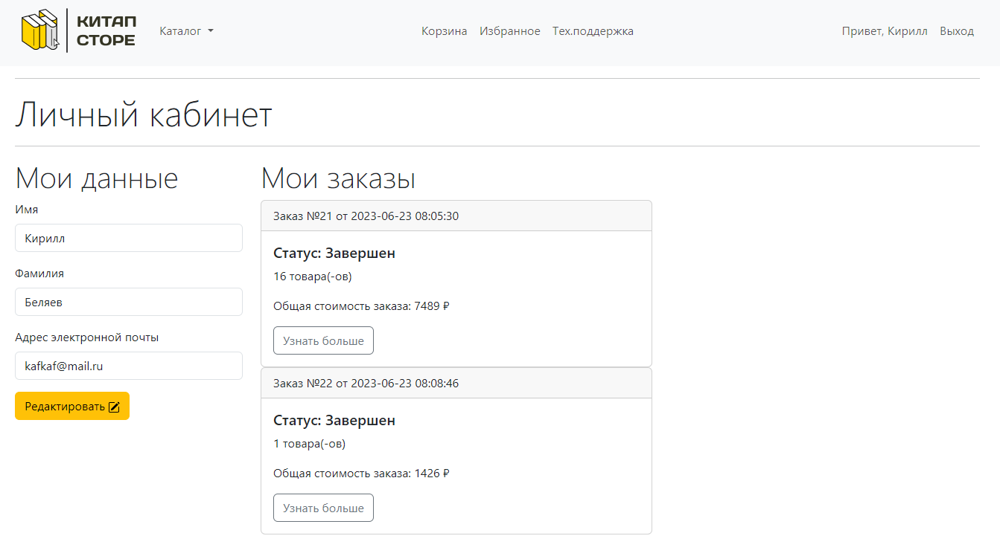 КИТАП
СТОРЕ
Каталог
Корзина Избранное Тех.поддержка
Привет, Кирилл Выход
Личный кабинет
Мои данные
Имя
Кирилл
Фамилия
Беляев
Адрес электронной почты
kafkaf@mail.ru
Редактировать
Мои заказы
Заказ №21 от 2023-06-23 08:05:30
Статус: Завершен
16 товара(-ов)
Общая стоимость заказа: 7489 ₽
Узнать больше
Заказ №22 от 2023-06-23 08:08:46
Статус: Завершен
1 товара(-ов)
Общая стоимость заказа: 1426 ₽
Узнать больше